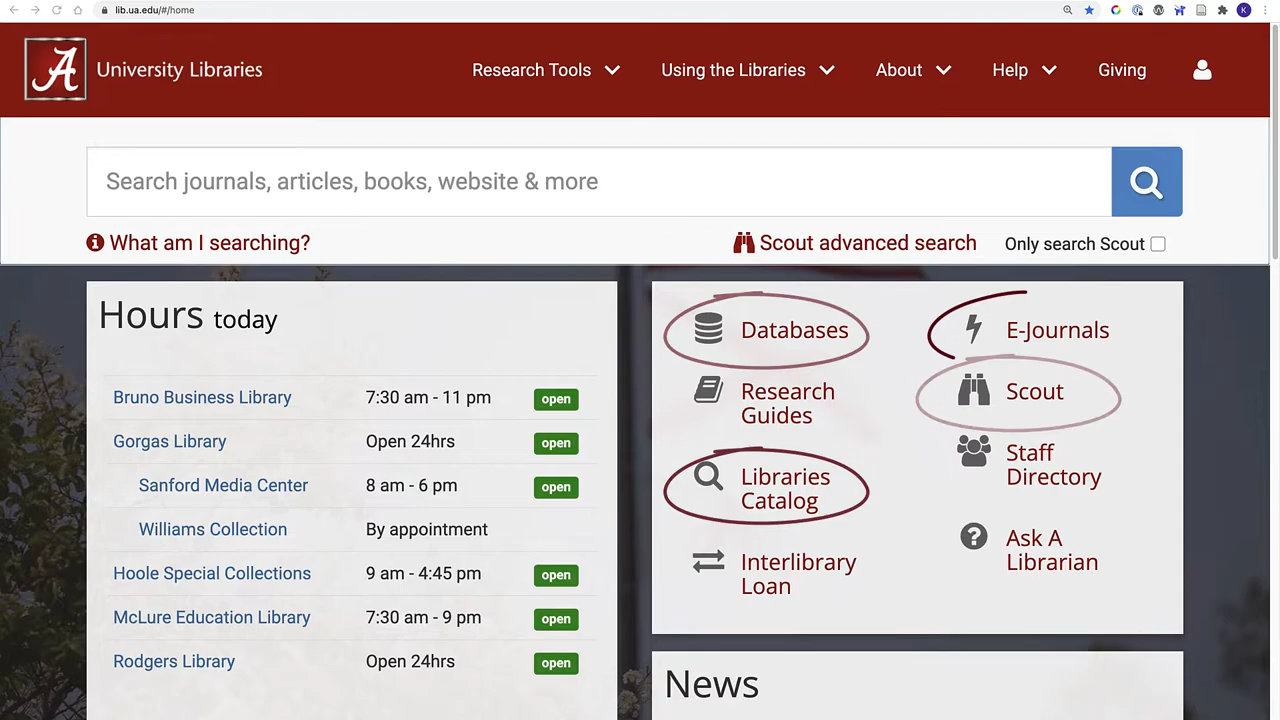 lib.ua.edu/#/home
K
A University Libraries
Research Tools
Using the Libraries
About
Help
Giving
Search journals, articles, books, website & more
What am I searching?
Scout advanced search
Only search Scout
Hours today
Bruno Business Library 7:30 am - 11 pm open
Gorgas Library Open 24hrs open
Sanford Media Center 8 am - 6 pm open
Williams Collection By appointment
Hoole Special Collections 9 am - 4:45 pm open
McLure Education Library 7:30 am - 9 pm open
Rodgers Library Open 24hrs open
Databases
Research
Guides
Libraries
Catalog
Interlibrary
Loan
E-Journals
Scout
Staff
Directory
Ask A
Librarian
News